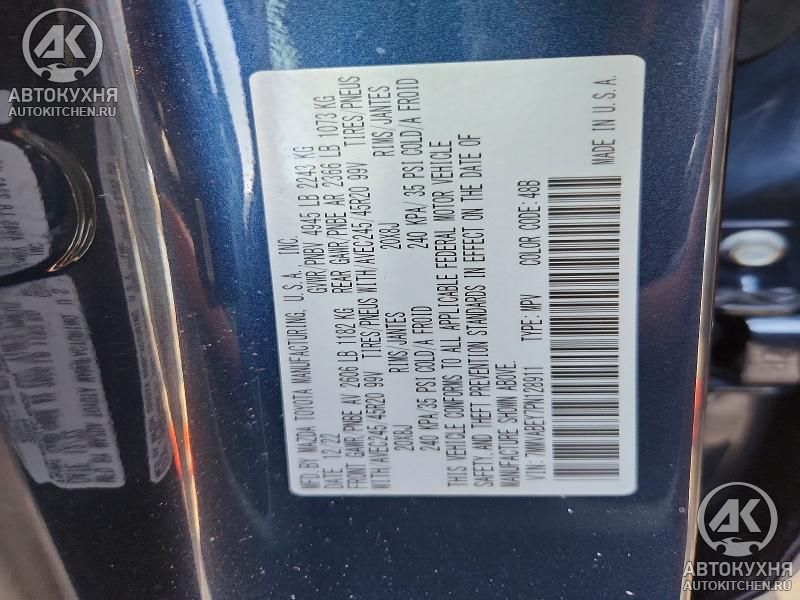 MFD BY MAZDA TOYOTA MANUFACTURING, U.S.A., INC.
12/22 GVWR/PNBV 4945 LB 2243 KG
FRONT GAWR/PNBE AV 2606 LB 1182 KG REAR GAWR/PNBE AR 2366 LB 1073 KG
WITH/AVEC245/45R20 99V TIRES/PNEUS WITH/AVEC245/45R20 99V TIRES/PNEUS
20X8J RIMS/JANTES 20X8J RIMS/JANTES
240 KPA/35 PSI COLD/A FROID 240 KPA/35 PSI COLD/A FROID
THIS VEHICLE CONFORMS TO ALL APPLICABLE FEDERAL MOTOR VEHICLE
SAFETY AND THEFT PREVENTION STANDARDS IN EFFECT ON THE DATE OF
MANUFACTURE SHOWN ABOVE.
VIN: 7MMVABEY7PN128911 TYPE: MPV COLOR CODE: 48B
MADE IN U.S.A.
АК
АВТОКУХНЯ
AUTOKITCHEN.RU
АК
АВТОКУХНЯ
AUTOKITCHEN.RU